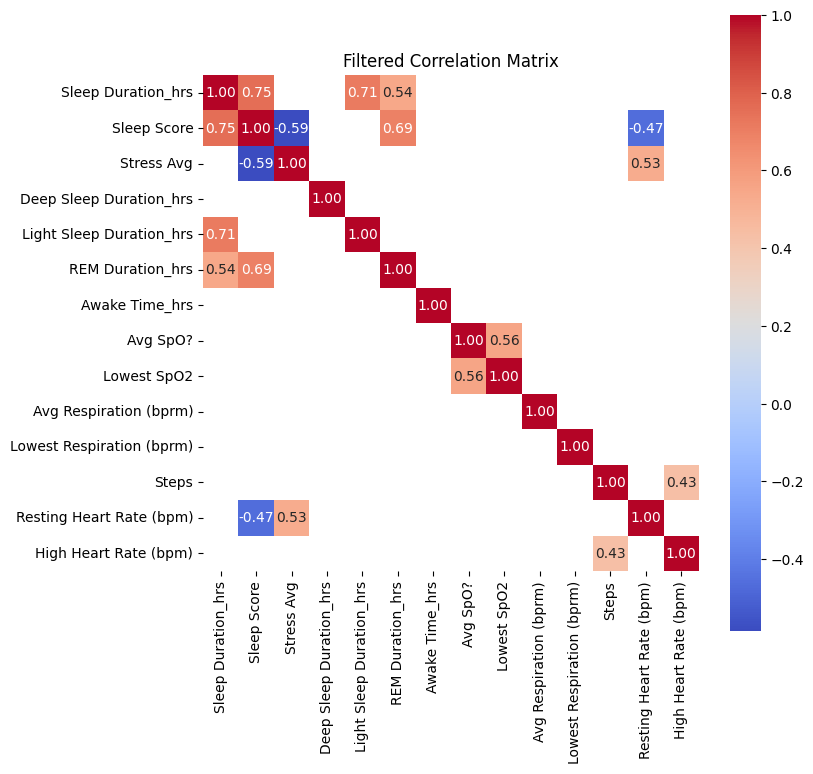 Filtered Correlation Matrix
Sleep Duration_hrs 1.00 0.75 0.71 0.54
Sleep Score 0.75 1.00 -0.59 0.69 -0.47
Stress Avg -0.59 1.00 0.53
Deep Sleep Duration_hrs 1.00
Light Sleep Duration_hrs 0.71 1.00
REM Duration_hrs 0.54 0.69 1.00
Awake Time_hrs 1.00
Avg SpO? 1.00 0.56
Lowest SpO2 0.56 1.00
Avg Respiration (bprm) 1.00
Lowest Respiration (bprm) 1.00
Steps 1.00 0.43
Resting Heart Rate (bpm) -0.47 0.53 1.00
High Heart Rate (bpm) 0.43 1.00
Sleep Duration_hrs
Sleep Score
Stress Avg
Deep Sleep Duration_hrs
Light Sleep Duration_hrs
REM Duration_hrs
Awake Time_hrs
Avg SpO?
Lowest SpO2
Avg Respiration (bprm)
Lowest Respiration (bprm)
Steps
Resting Heart Rate (bpm)
High Heart Rate (bpm)
1.0
0.8
0.6
0.4
0.2
0.0
−0.2
−0.4